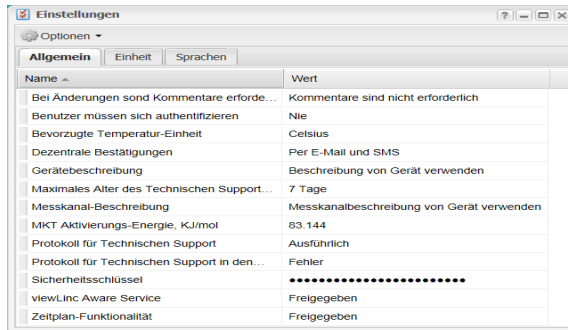 Einstellungen
Optionen
Allgemein Einheit Sprachen
Name Wert
Bei Änderungen sond Kommentare erforde... Kommentare sind nicht erforderlich
Benutzer müssen sich authentifizieren Nie
Bevorzugte Temperatur-Einheit Celsius
Dezentrale Bestätigungen Per E-Mail und SMS
Gerätebeschreibung Beschreibung von Gerät verwenden
Maximales Alter des Technischen Support... 7 Tage
Messkanal-Beschreibung Messkanalbeschreibung von Gerät verwenden
MKT Aktivierungs-Energie, KJ/mol 83.144
Protokoll für Technischen Support Ausführlich
Protokoll für Technischen Support in den... Fehler
Sicherheitsschlüssel ●●●●●●●●●●●●●●●●●●●●●●●●
viewLinc Aware Service Freigegeben
Zeitplan-Funktionalität Freigegeben